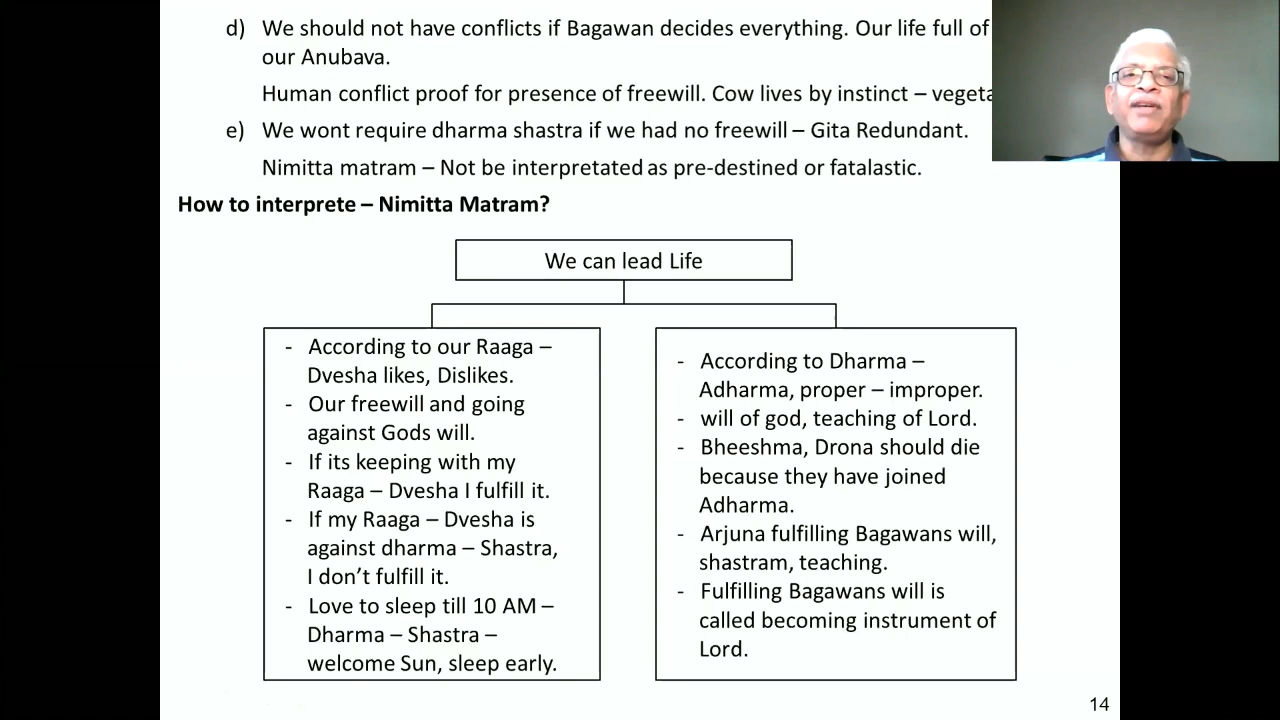 d) We should not have conflicts if Bagawan decides everything. Our life full of
our Anubava.
Human conflict proof for presence of freewill. Cow lives by instinct –
e) We wont require dharma shastra if we had no freewill – Gita Redundant.
Nimitta matram – Not be interpretated as pre-destined or fatalastic.
How to interprete – Nimitta Matram?
We can lead Life
- According to our Raaga –
Dvesha likes, Dislikes.
- Our freewill and going
against Gods will.
- If its keeping with my
Raaga – Dvesha I fulfill it.
- If my Raaga – Dvesha is
against dharma – Shastra,
I don’t fulfill it.
- Love to sleep till 10 AM –
Dharma – Shastra –
welcome Sun, sleep early.
- According to Dharma –
Adharma, proper – improper.
- will of god, teaching of Lord.
- Bheeshma, Drona should die
because they have joined
Adharma.
- Arjuna fulfilling Bagawans will,
shastram, teaching.
- Fulfilling Bagawans will is
called becoming instrument of
Lord.
14